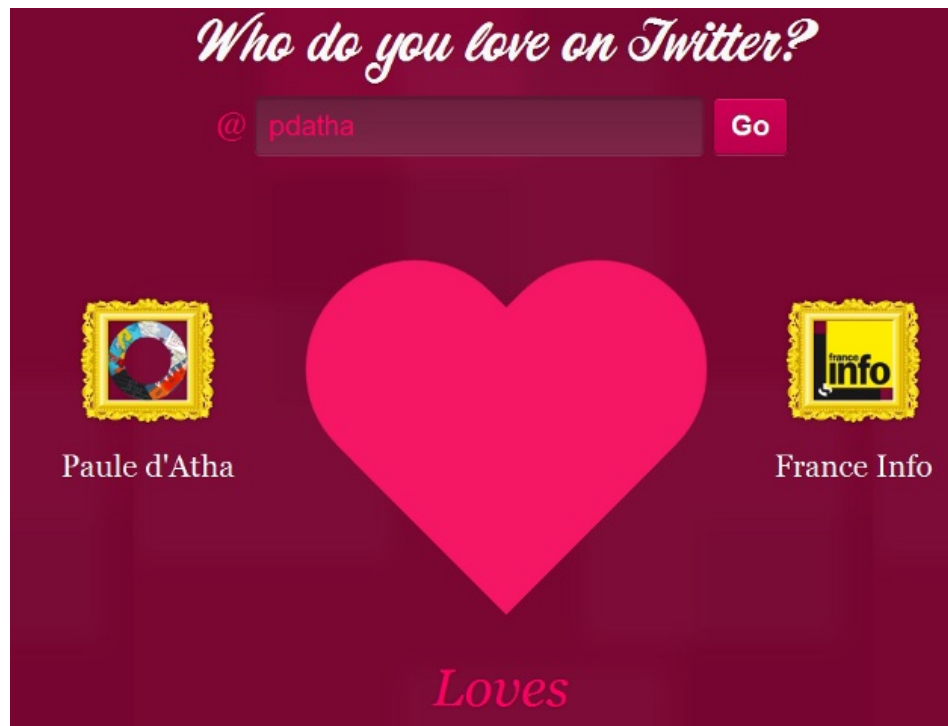 Who do you love on Twitter?
@ pdatha Go
france
info
Paule d'Atha
France Info
Loves